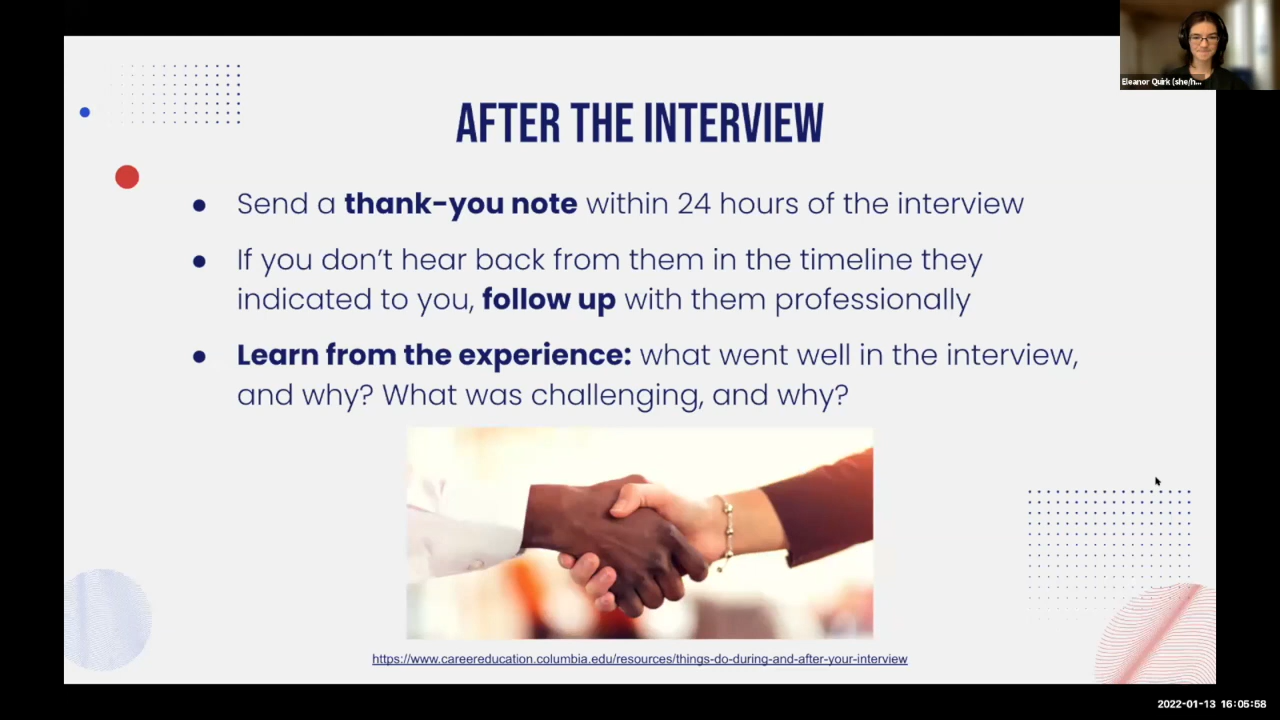 Eleanor Quirk (she/h...
AFTER THE INTERVIEW
● Send a thank-you note within 24 hours of the interview
● If you don't hear back from them in the timeline they
indicated to you, follow up with them professionally
● Learn from the experience: what went well in the interview,
and why? What was challenging, and why?
https://www.careereducation.columbia.edu/resources/things-do-during-and-after-your-interview
2022-01-13 16:05:58